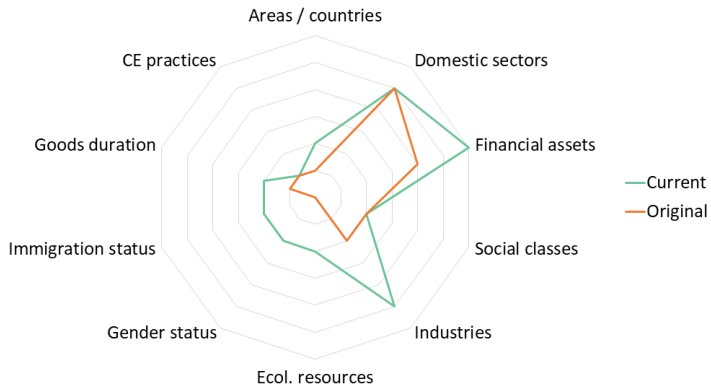 Areas / countries
CE practices
Domestic sectors
Goods duration
Financial assets
Current
Original
Immigration status
Social classes
Gender status
Industries
Ecol. resources